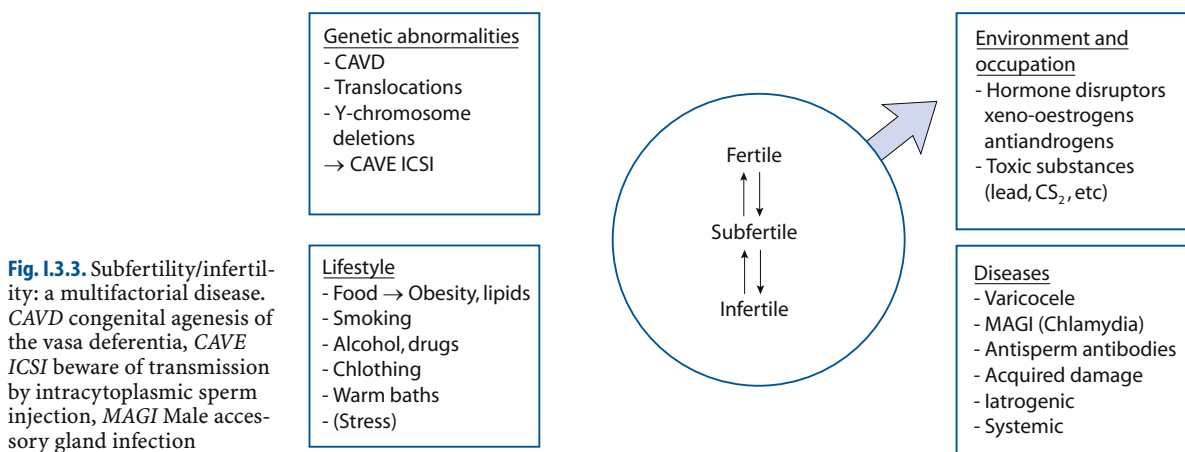 Genetic abnormalities
- CAVD
- Translocations
- Y-chromosome
deletions
→ CAVE ICSI
Lifestyle
- Food → Obesity, lipids
- Smoking
- Alcohol, drugs
- Chlothing
- Warm baths
- (Stress)
Fertile
Subfertile
Infertile
Environment and
occupation
- Hormone disruptors
xeno-oestrogens
antiandrogens
- Toxic substances
(lead, CS₂, etc)
Diseases
- Varicocele
- MAGI (Chlamydia)
- Antisperm antibodies
- Acquired damage
- Iatrogenic
- Systemic
Fig. I.3.3. Subfertility/infertil-
ity: a multifactorial disease.
CAVD congenital agenesis of
the vasa deferentia, CAVE
ICSI beware of transmission
by intracytoplasmic sperm
injection, MAGI Male acces-
sory gland infection